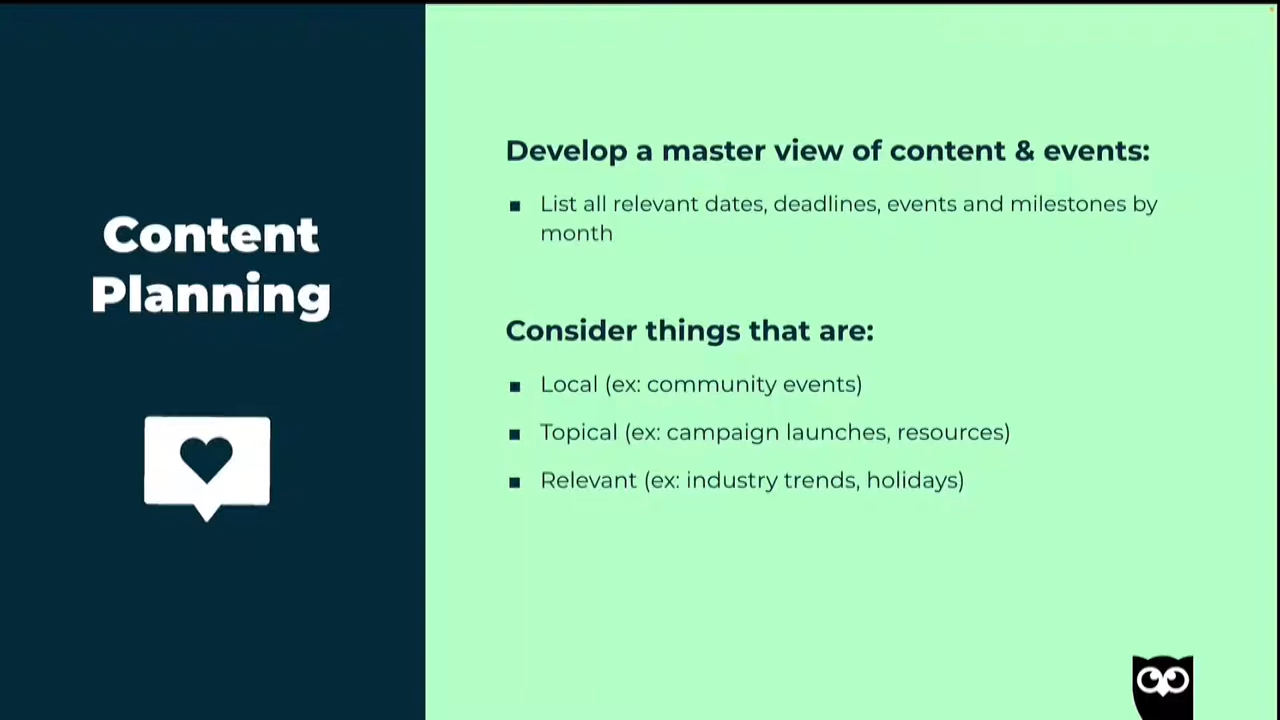 Content
Planning
Develop a master view of content & events:
List all relevant dates, deadlines, events and milestones by
month
Consider things that are:
Local (ex: community events)
Topical (ex: campaign launches, resources)
Relevant (ex: industry trends, holidays)